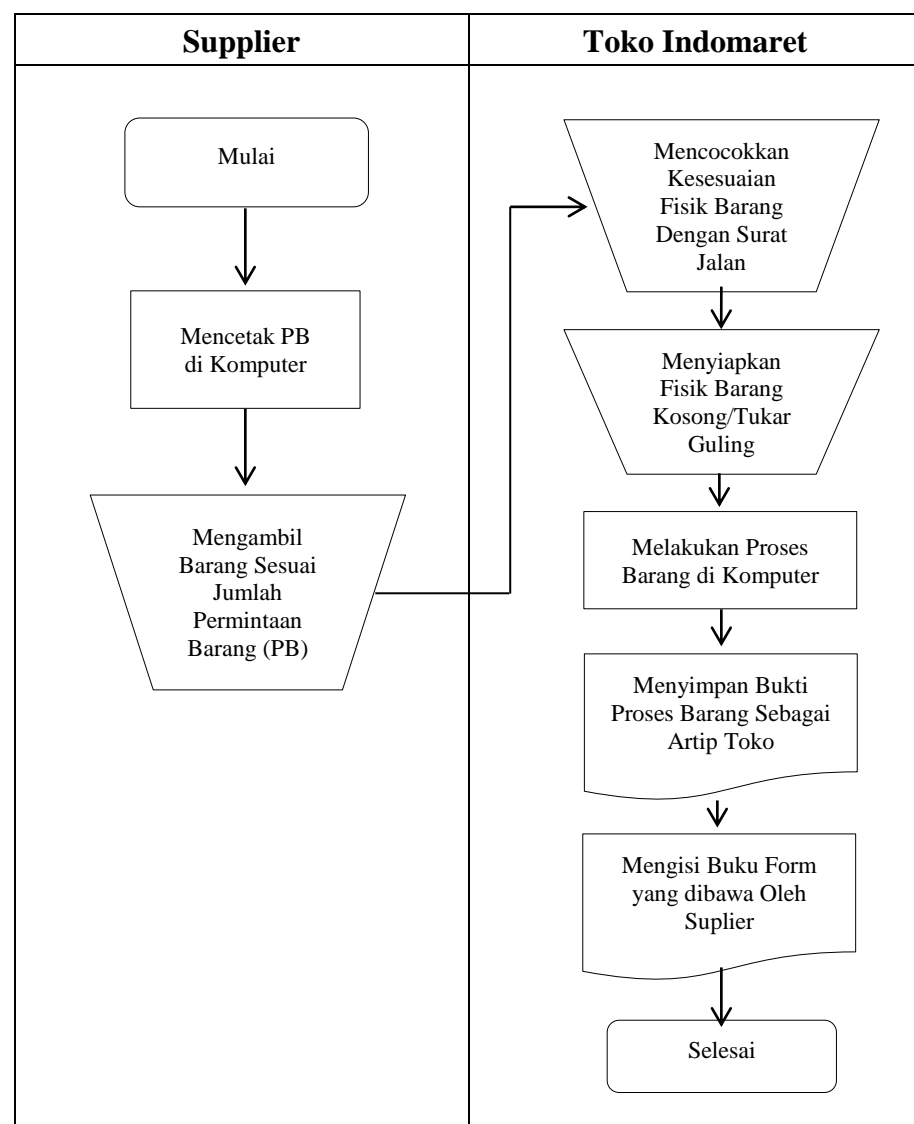 Supplier
Toko Indomaret
Mulai
Mencetak PB
di Komputer
Mengambil
Barang Sesuai
Jumlah
Permintaan
Barang (PB)
Mencocokkan
Kesesuaian
Fisik Barang
Dengan Surat
Jalan
Menyiapkan
Fisik Barang
Kosong/Tukar
Guling
Melakukan Proses
Barang di Komputer
Menyimpan Bukti
Proses Barang Sebagai
Artip Toko
Mengisi Buku Form
yang dibawa Oleh
Suplier
Selesai